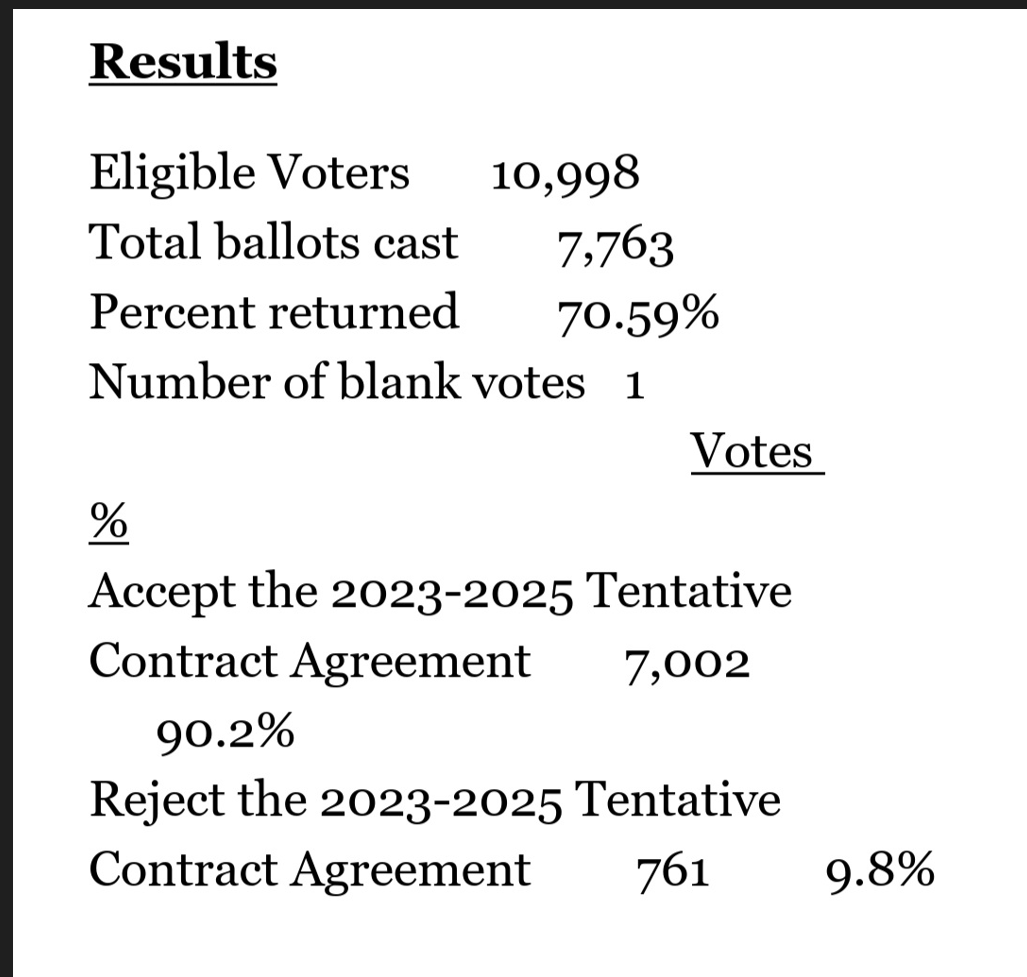 Results
Eligible Voters 10,998
Total ballots cast 7,763
Percent returned 70.59%
Number of blank votes 1
Votes
%
Accept the 2023-2025 Tentative
Contract Agreement 7,002
90.2%
Reject the 2023-2025 Tentative
Contract Agreement 761 9.8%